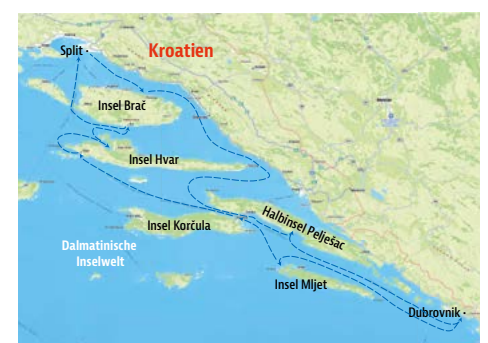 Split
Kroatien
Insel Brač
Insel Hvar
Halbinsel Pelješac
Insel Korčula
Dalmatinische
Inselwelt
Insel Mljet
Dubrovnik